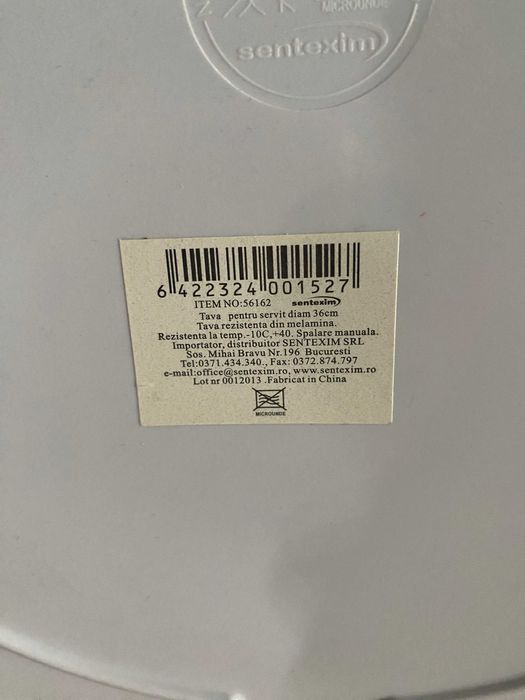 MICROUNDE
sentexim
6 422324 001527
ITEM NO:56162 sentexim
Tava pentru servit diam 36cm
Tava rezistenta din melamina.
Rezistenta la temp.-10C,+40. Spalare manuala.
Importator, distribuitor SENTEXIM SRL
Sos. Mihai Bravu Nr.196 Bucuresti
Tel:0371.434.340., Fax: 0372.874.797
e-mail:office@sentexim.ro, www.sentexim.ro
Lot nr 0012013 .Fabricat in China
MICROUNDE